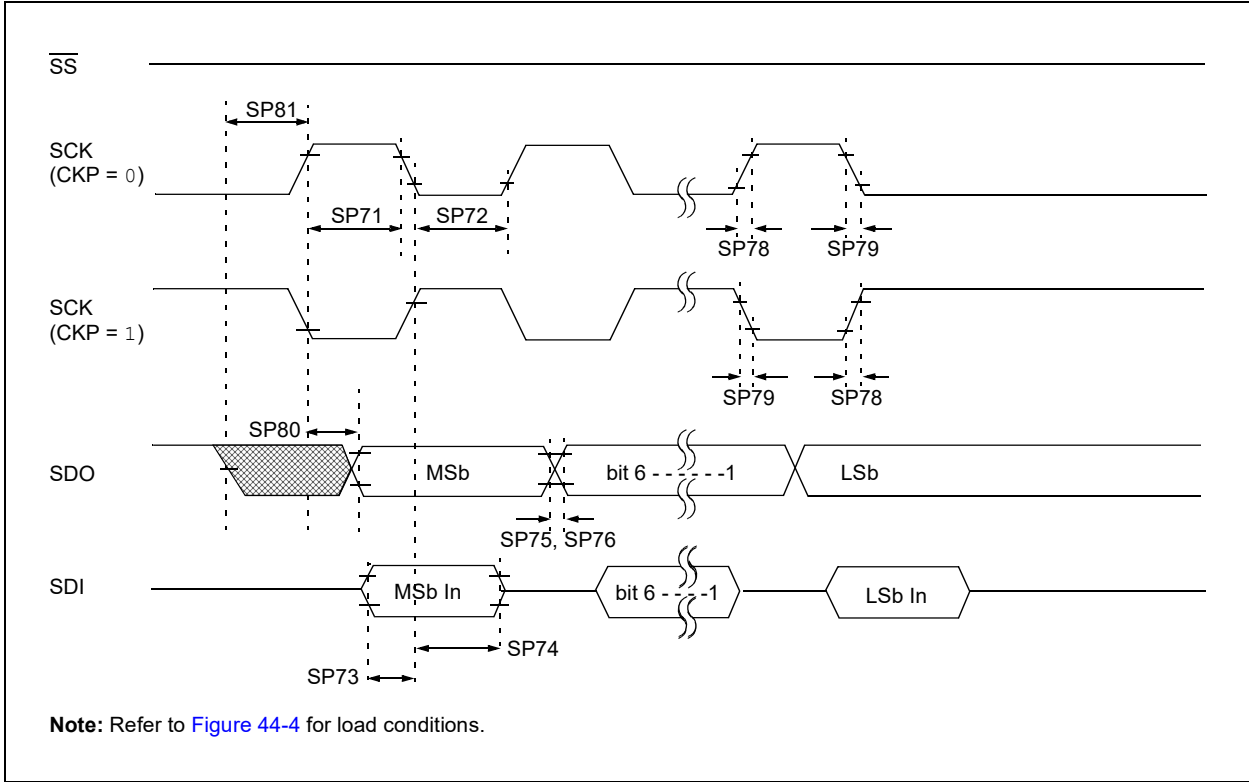 SS
SP81
SCK
(CKP = 0)
SP71
SP72
SP78
SP79
SCK
(CKP = 1)
SP79
SP78
SP80
SDO
MSb
bit 6 - - - - - -1
LSb
SP75, SP76
SDI
MSb In
bit 6 - - - -1
LSb In
SP74
SP73
Note: Refer to Figure 44-4 for load conditions.